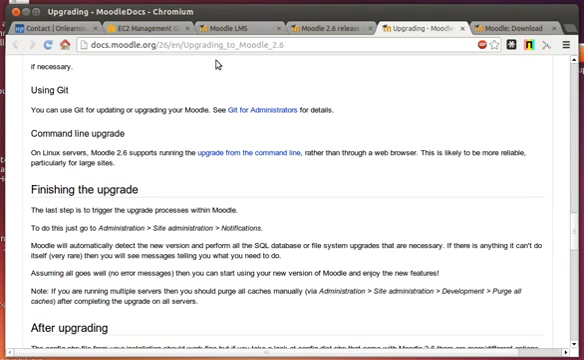 Upgrading - MoodleDocs - Chromium
Contact | Onlearnin
EC2 Management C
Moodle LMS
Moodle 2.6 release
Upgrading - Moodle
Moodle: Download
docs.moodle.org/26/en/Upgrading_to_Moodle_2.6
if necessary.
Using Git
You can use Git for updating or upgrading your Moodle. See Git for Administrators for details.
Command line upgrade
On Linux servers, Moodle 2.6 supports running the upgrade from the command line, rather than through a web browser. This is likely to be more reliable,
particularly for large sites.
Finishing the upgrade
The last step is to trigger the upgrade processes within Moodle.
To do this just go to Administration > Site administration > Notifications.
Moodle will automatically detect the new version and perform all the SQL database or file system upgrades that are necessary. If there is anything it can't do
itself (very rare) then you will see messages telling you what you need to do.
Assuming all goes well (no error messages) then you can start using your new version of Moodle and enjoy the new features!
Note: If you are running multiple servers then you should purge all caches manually (via Administration > Site administration > Development > Purge all
caches) after completing the upgrade on all servers.
After upgrading